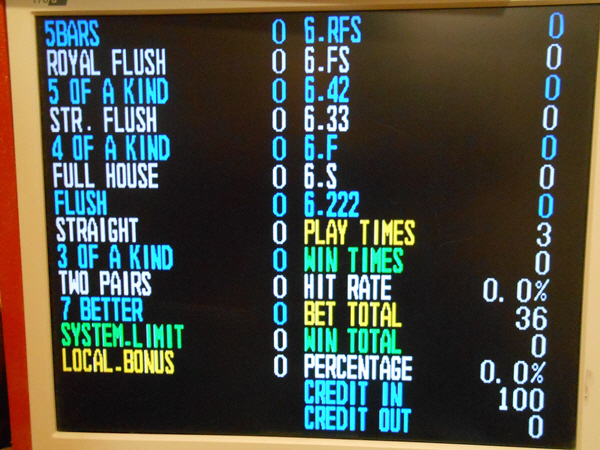 5BARS 0 6.RFS 0
ROYAL FLUSH 0 6.FS 0
5 OF A KIND 0 6.42 0
STR. FLUSH 0 6.33 0
4 OF A KIND 0 6.F 0
FULL HOUSE 0 6.S 0
FLUSH 0 6.222 0
STRAIGHT 0 PLAY TIMES 3
3 OF A KIND 0 WIN TIMES 0
TWO PAIRS 0 HIT RATE 0.0%
7 BETTER 0 BET TOTAL 36
SYSTEM.LIMIT 0 WIN TOTAL 0
LOCAL.BONUS 0 PERCENTAGE 0.0%
CREDIT IN 100
CREDIT OUT 0